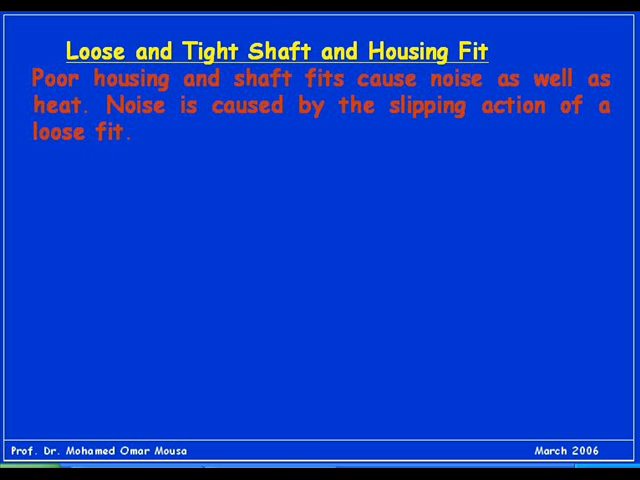 Loose and Tight Shaft and Housing Fit
Poor housing and shaft fits cause noise as well as
heat. Noise is caused by the slipping action of a
loose fit.
Prof. Dr. Mohamed Omar Mousa
March 2006